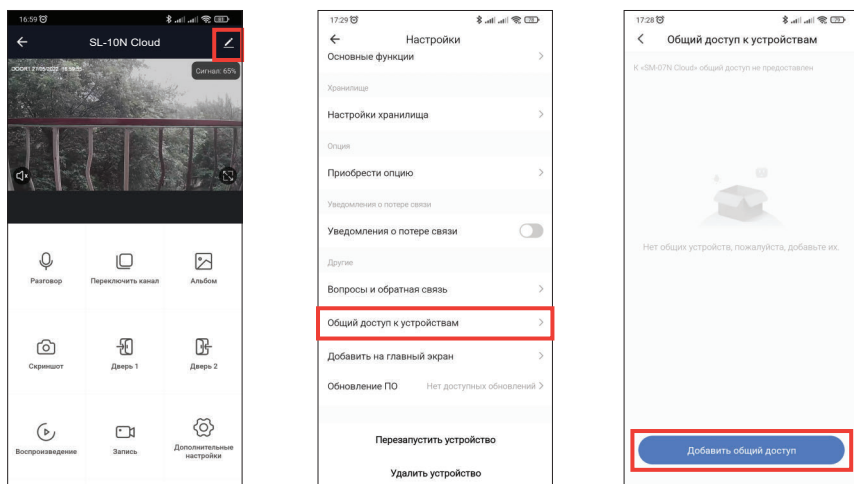 16:59
SL-10N Cloud
Сигнал: 65%
Разговор
Переключить канал
Альбом
Скриншот
Дверь 1
Дверь 2
Воспроизведение
Запись
Дополнительные
настройки
17:29
Настройки
Основные функции
Хранилище
Настройки хранилища
Опция
Приобрести опцию
Уведомления о потере связи
Уведомления о потере связи
Другие
Вопросы и обратная связь
Общий доступ к устройствам
Добавить на главный экран
Обновление ПО Нет доступных обновлений
Перезапустить устройство
Удалить устройство
17:28
Общий доступ к устройствам
К «SM-07N Cloud» общий доступ не предоставлен
Нет общих устройств, пожалуйста, добавьте их.
Добавить общий доступ